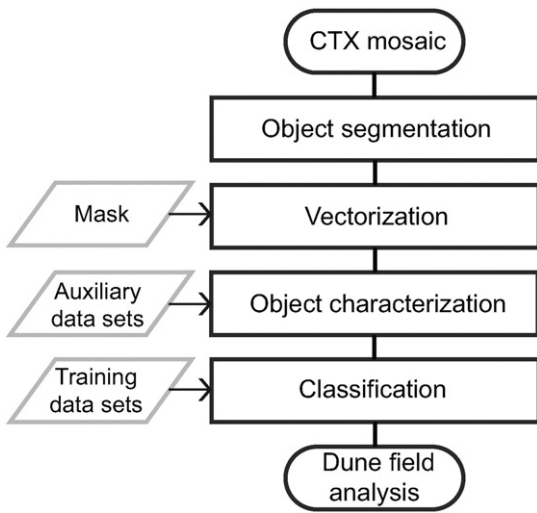 CTX mosaic
Object segmentation
Mask
Vectorization
Auxiliary
data sets
Object characterization
Training
data sets
Classification
Dune field
analysis